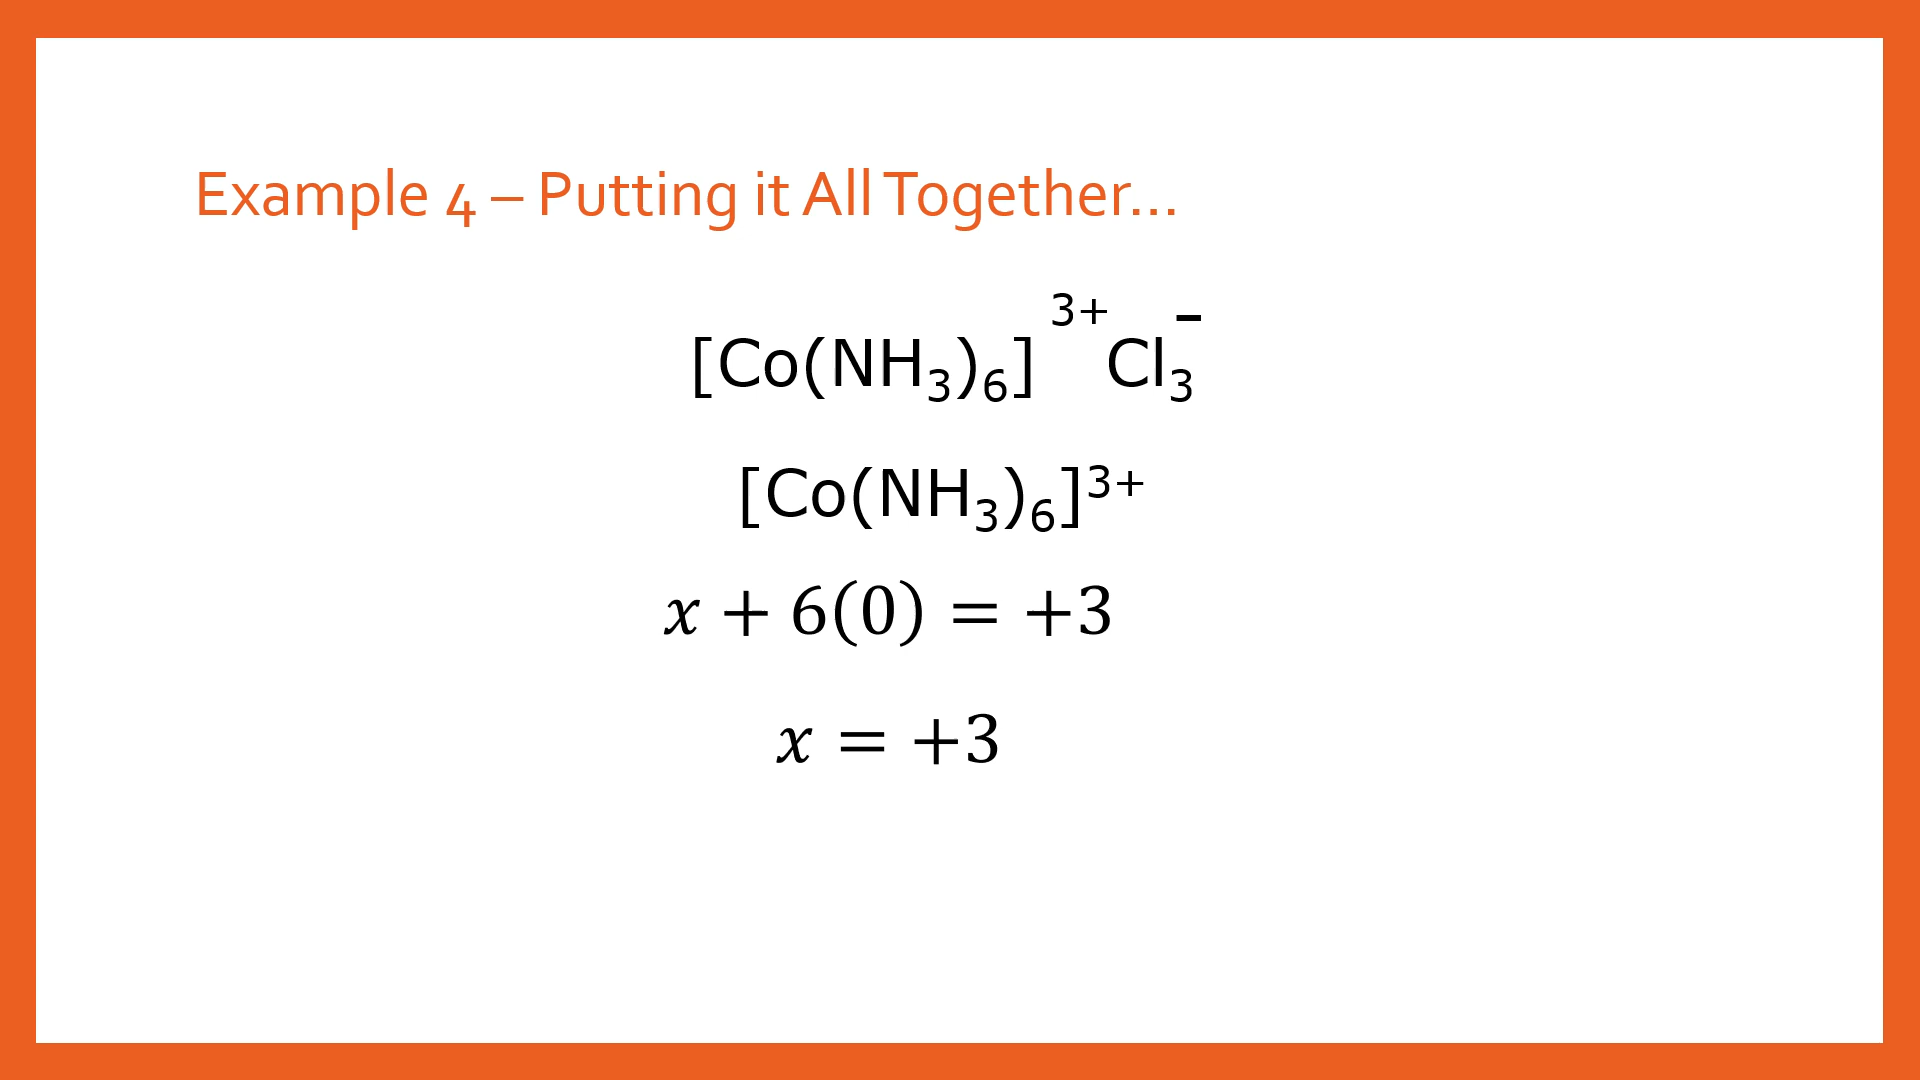 Example 4 – Putting it All Together...
[Co(NH₃)₆]³⁺Cl₃⁻
[Co(NH₃)₆]³⁺
x + 6(0) = +3
x = +3